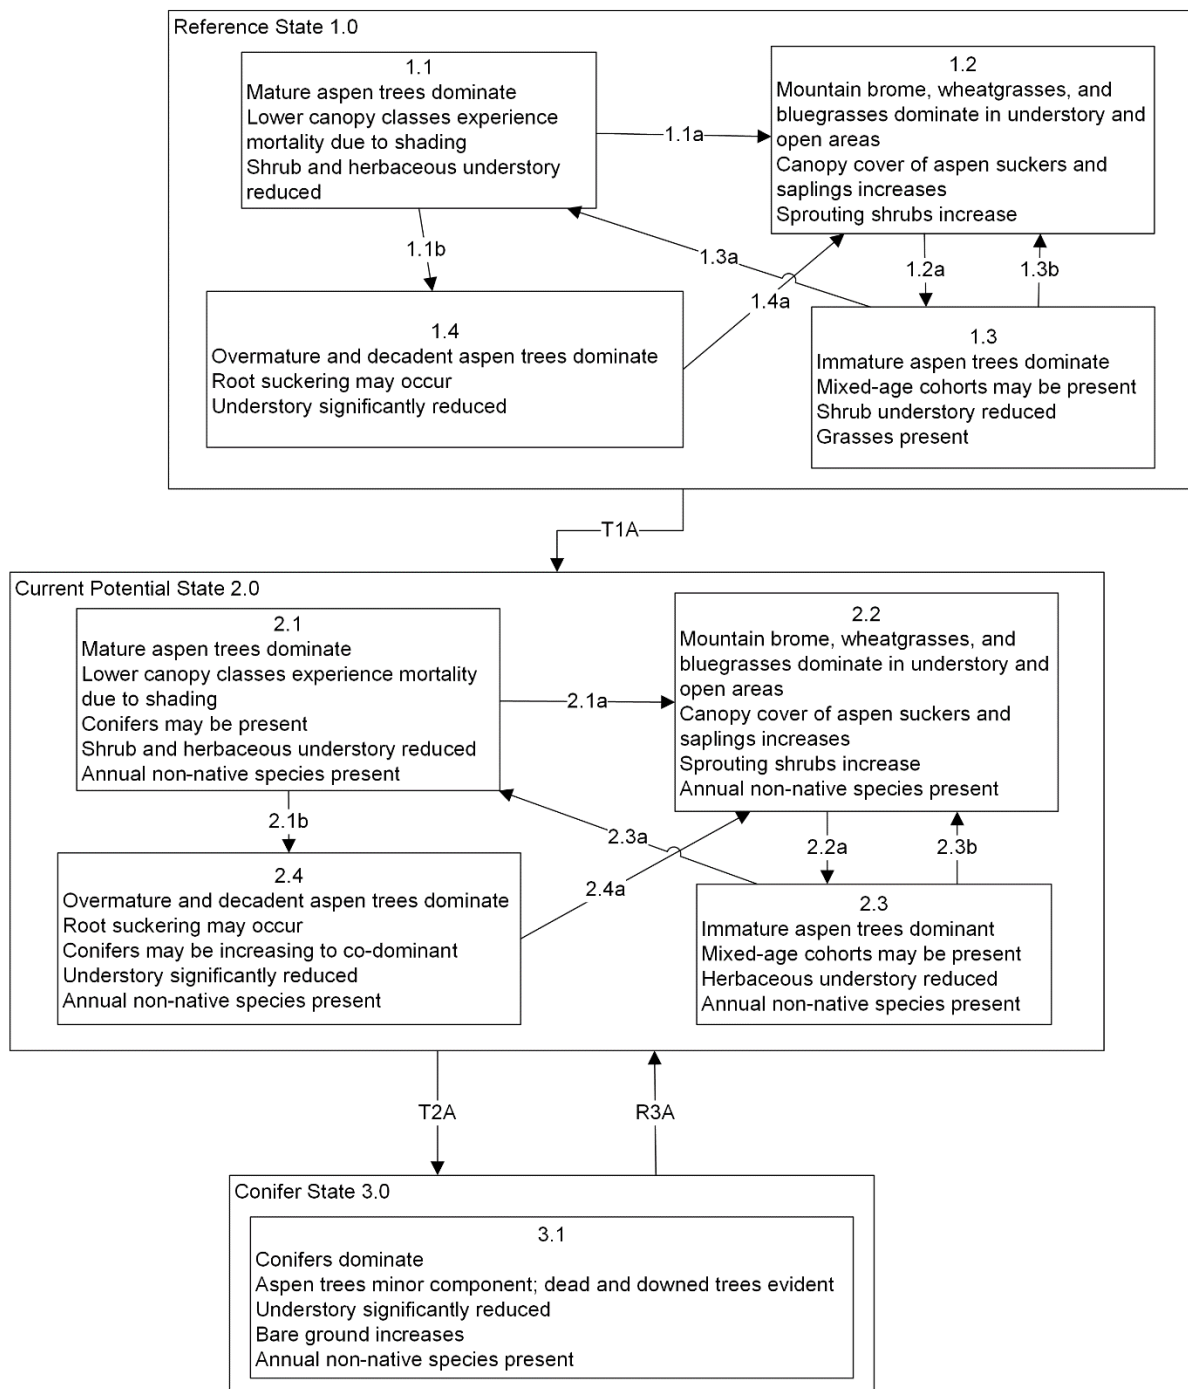 Reference State 1.0
1.1
Mature aspen trees dominate
Lower canopy classes experience
mortality due to shading
Shrub and herbaceous understory
reduced
1.1a
1.2
Mountain brome, wheatgrasses, and
bluegrasses dominate in understory and
open areas
Canopy cover of aspen suckers and
saplings increases
Sprouting shrubs increase
1.1b
1.3a
1.4a
1.2a
1.3b
1.4
Overmature and decadent aspen trees dominate
Root suckering may occur
Understory significantly reduced
1.3
Immature aspen trees dominate
Mixed-age cohorts may be present
Shrub understory reduced
Grasses present
T1A
Current Potential State 2.0
2.1
Mature aspen trees dominate
Lower canopy classes experience mortality
due to shading
Conifers may be present
Shrub and herbaceous understory reduced
Annual non-native species present
2.1a
2.2
Mountain brome, wheatgrasses, and
bluegrasses dominate in understory and
open areas
Canopy cover of aspen suckers and
saplings increases
Sprouting shrubs increase
Annual non-native species present
2.1b
2.3a
2.4a
2.2a
2.3b
2.4
Overmature and decadent aspen trees dominate
Root suckering may occur
Conifers may be increasing to co-dominant
Understory significantly reduced
Annual non-native species present
2.3
Immature aspen trees dominant
Mixed-age cohorts may be present
Herbaceous understory reduced
Annual non-native species present
T2A
R3A
Conifer State 3.0
3.1
Conifers dominate
Aspen trees minor component; dead and downed trees evident
Understory significantly reduced
Bare ground increases
Annual non-native species present